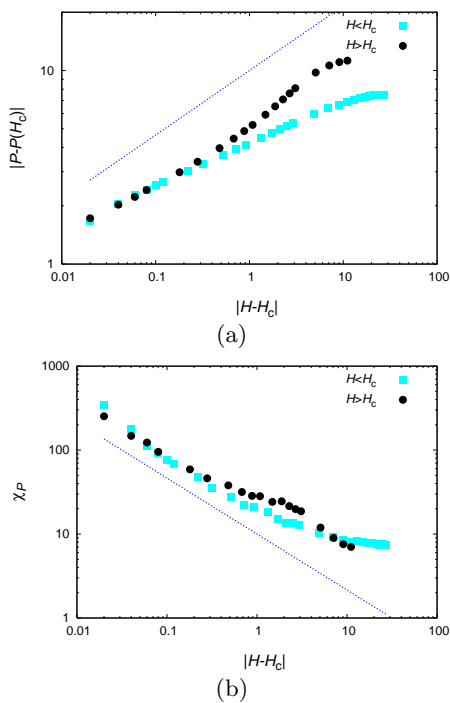 H<Hc
H>Hc
10
1
|P-P(Hc)|
0.01 0.1 1 10 100
|H-Hc|
(a)
1000
100
10
1
H<Hc
H>Hc
χP
0.01 0.1 1 10 100
|H-Hc|
(b)